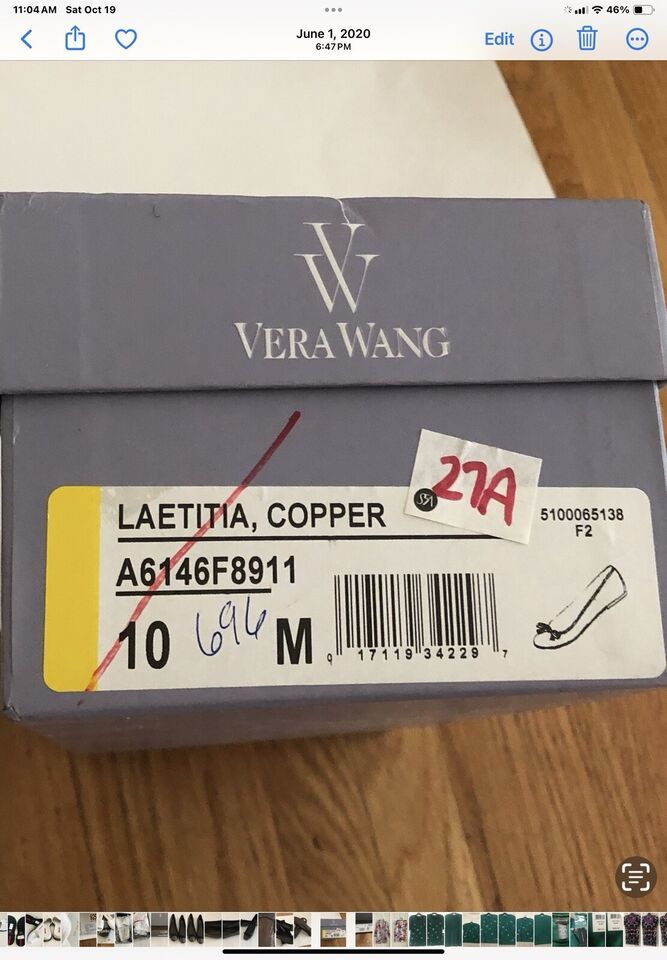 11:04 AM Sat Oct 19
46%
June 1, 2020
6:47 PM
Edit
VERA WANG
27A
LAETITIA, COPPER
5100065138
F2
A6146F8911
10 696 M
0 17119 34229 7